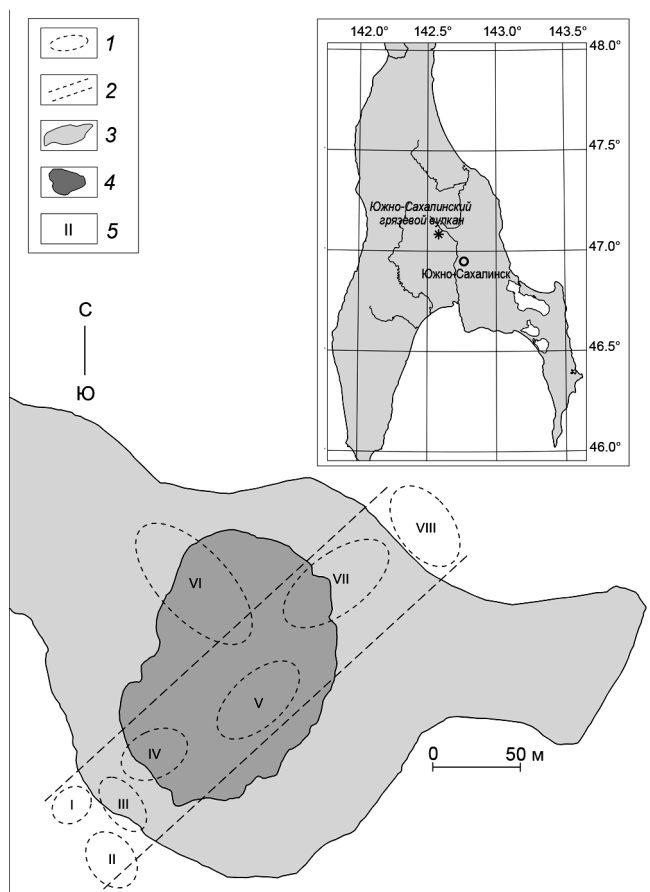 1
2
3
4
II 5
142.0° 142.5° 143.0° 143.5°
48.0°
47.5°
Южно-Сахалинский
грязевой вулкан
47.0°
Южно-Сахалинск
46.5°
46.0°
С
Ю
VIII
VI
VII
V
IV
0 50 м
I
III
II